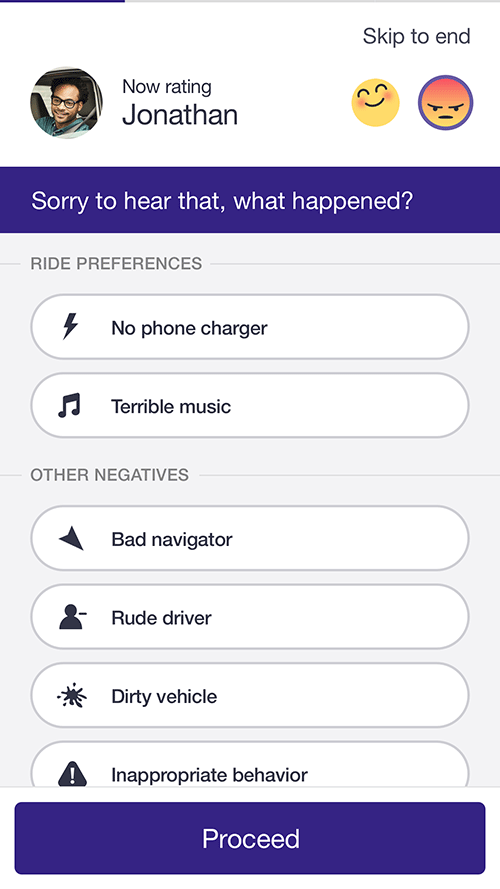 Skip to end
Now rating
Jonathan
Sorry to hear that, what happened?
RIDE PREFERENCES
No phone charger
Terrible music
OTHER NEGATIVES
Bad navigator
Rude driver
Dirty vehicle
Inappropriate behavior
Proceed